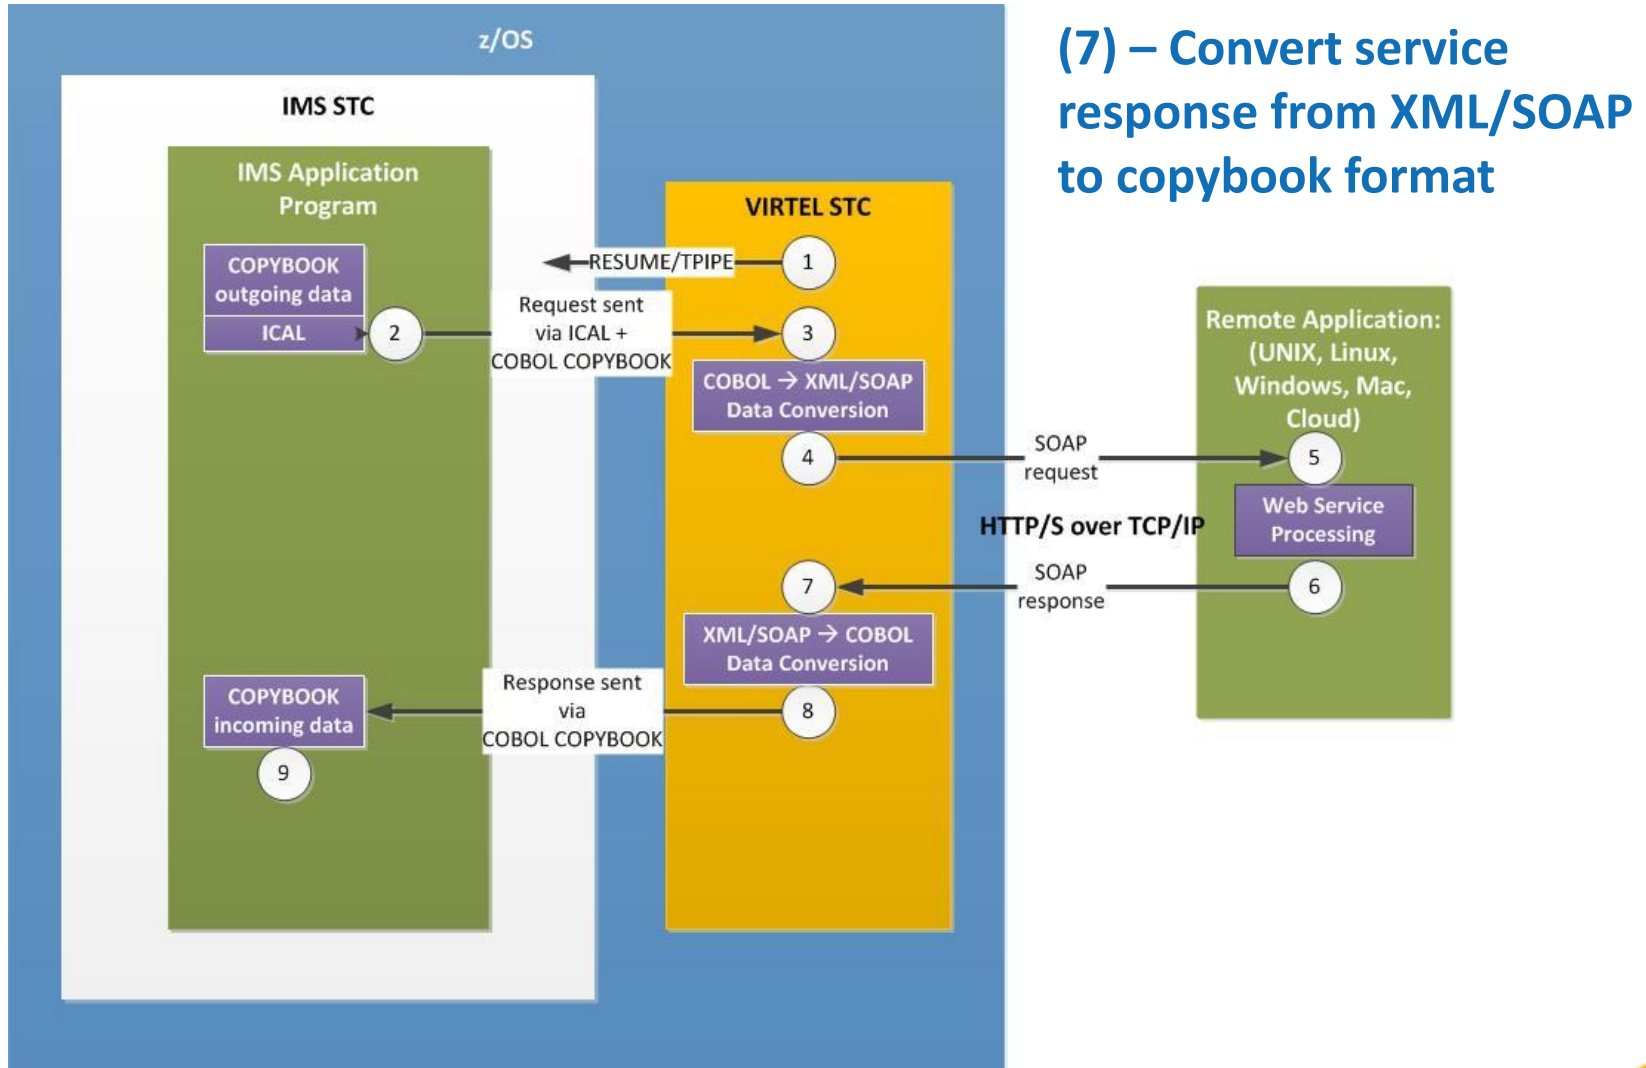 z/OS
(7) – Convert service
response from XML/SOAP
to copybook format
IMS STC
IMS Application
Program
VIRTEL STC
COPYBOOK
outgoing data
ICAL
RESUME/TPIPE
1
2
Request sent
via ICAL +
COBOL COPYBOOK
3
COBOL → XML/SOAP
Data Conversion
4
SOAP
request
Remote Application:
(UNIX, Linux,
Windows, Mac,
Cloud)
5
Web Service
Processing
HTTP/S over TCP/IP
6
SOAP
response
7
XML/SOAP → COBOL
Data Conversion
8
Response sent
via
COBOL COPYBOOK
COPYBOOK
incoming data
9